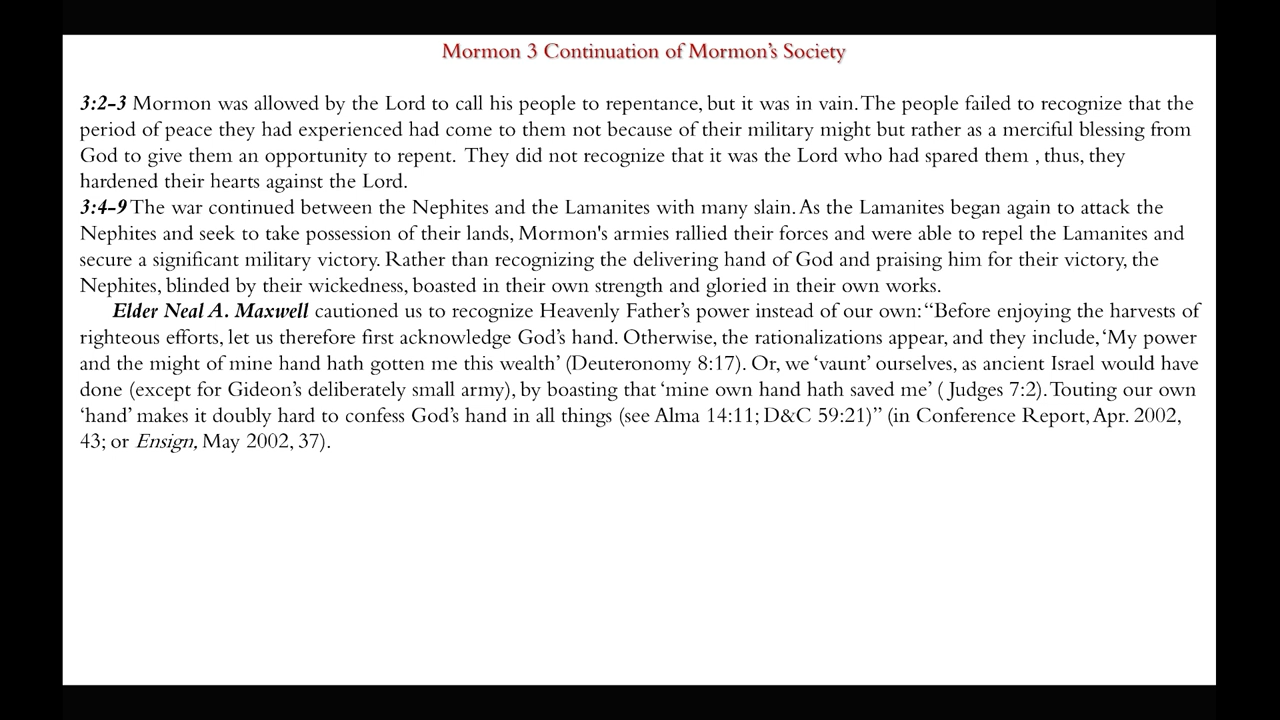 Mormon 3 Continuation of Mormon's Society
3:2-3 Mormon was allowed by the Lord to call his people to repentance, but it was in vain. The people failed to recognize that the
period of peace they had experienced had come to them not because of their military might but rather as a merciful blessing from
God to give them an opportunity to repent. They did not recognize that it was the Lord who had spared them , thus, they
hardened their hearts against the Lord.
3:4-9 The war continued between the Nephites and the Lamanites with many slain. As the Lamanites began again to attack the
Nephites and seek to take possession of their lands, Mormon's armies rallied their forces and were able to repel the Lamanites and
secure a significant military victory. Rather than recognizing the delivering hand of God and praising him for their victory, the
Nephites, blinded by their wickedness, boasted in their own strength and gloried in their own works.
Elder Neal A. Maxwell cautioned us to recognize Heavenly Father's power instead of our own: “Before enjoying the harvests of
righteous efforts, let us therefore first acknowledge God's hand. Otherwise, the rationalizations appear, and they include, ‘My power
and the might of mine hand hath gotten me this wealth’ (Deuteronomy 8:17). Or, we ‘vaunt’ ourselves, as ancient Israel would have
done (except for Gideon's deliberately small army), by boasting that ‘mine own hand hath saved me’ ( Judges 7:2). Touting our own
‘hand’ makes it doubly hard to confess God's hand in all things (see Alma 14:11; D&C 59:21)” (in Conference Report, Apr. 2002,
43; or Ensign, May 2002, 37).